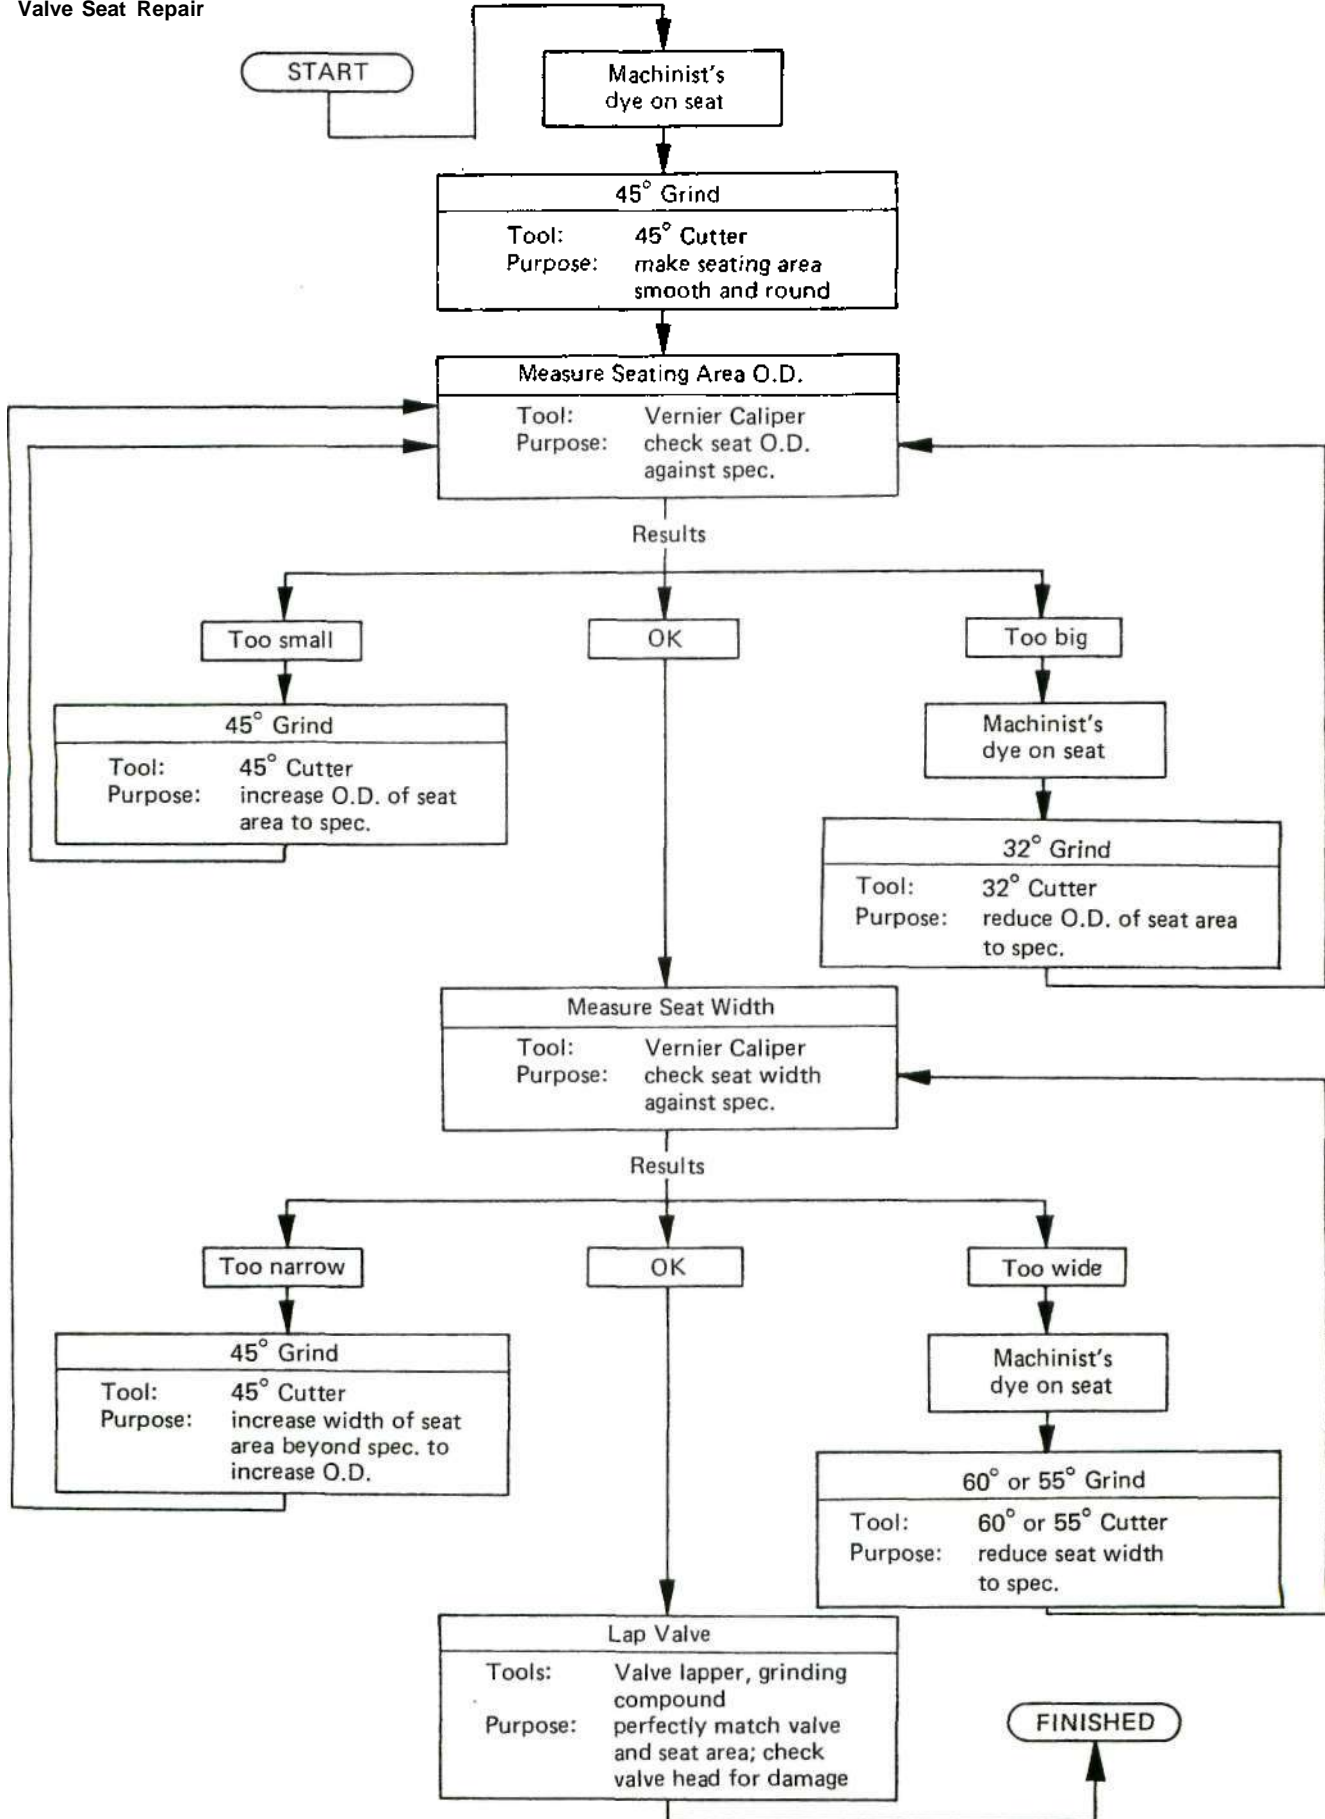 Valve Seat Repair
START
Machinist's
dye on seat
45° Grind
Tool: 45° Cutter
Purpose: make seating area
smooth and round
Measure Seating Area O.D.
Tool: Vernier Caliper
Purpose: check seat O.D.
against spec.
Results
Too small
OK
Too big
45° Grind
Tool: 45° Cutter
Purpose: increase O.D. of seat
area to spec.
Machinist's
dye on seat
32° Grind
Tool: 32° Cutter
Purpose: reduce O.D. of seat area
to spec.
Measure Seat Width
Tool: Vernier Caliper
Purpose: check seat width
against spec.
Results
Too narrow
OK
Too wide
45° Grind
Tool: 45° Cutter
Purpose: increase width of seat
area beyond spec. to
increase O.D.
Machinist's
dye on seat
60° or 55° Grind
Tool: 60° or 55° Cutter
Purpose: reduce seat width
to spec.
Lap Valve
Tools: Valve lapper, grinding
compound
Purpose: perfectly match valve
and seat area; check
valve head for damage
FINISHED